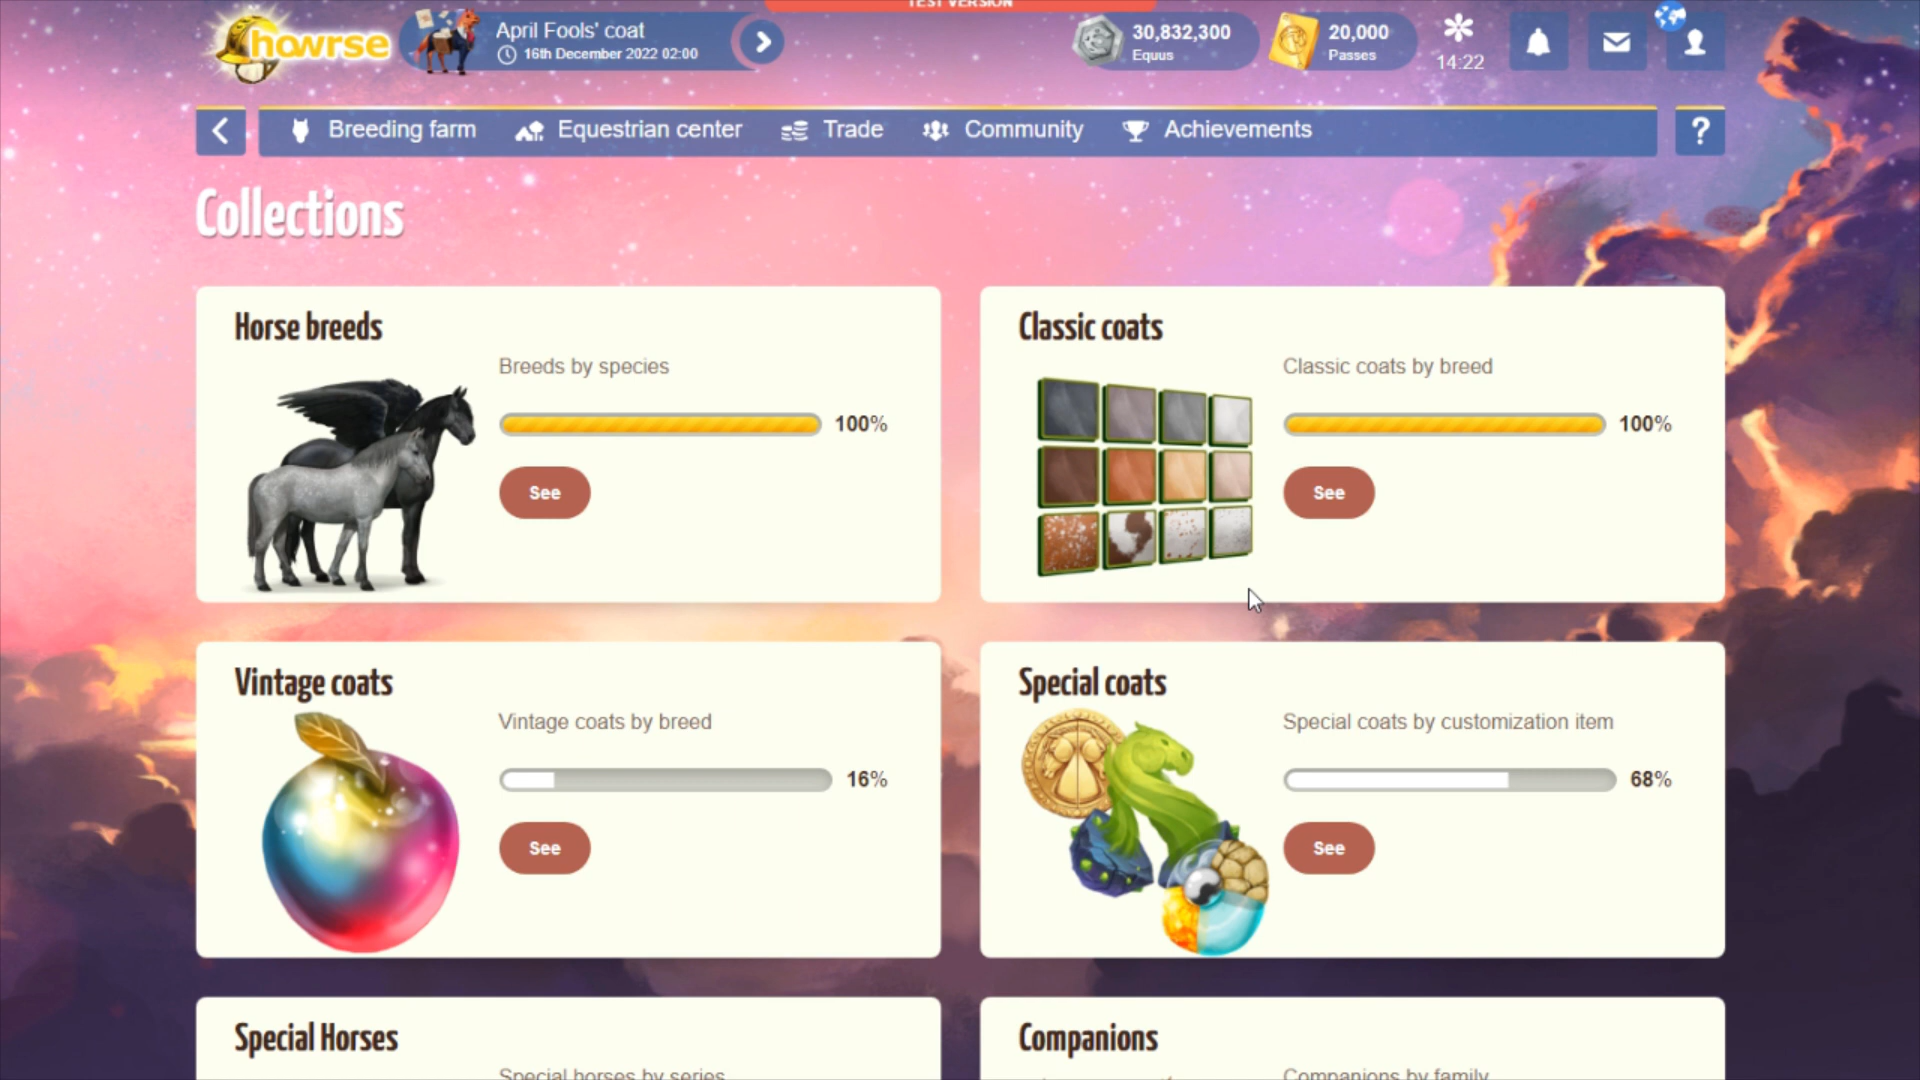 TEST VERSION
howrse
April Fools' coat
16th December 2022 02:00
30,832,300
Equus
20,000
Passes
14:22
Breeding farm
Equestrian center
Trade
Community
Achievements
?
Collections
Horse breeds
Breeds by species
100%
See
Classic coats
Classic coats by breed
100%
See
Vintage coats
Vintage coats by breed
16%
See
Special coats
Special coats by customization item
68%
See
Special Horses
Special horses by series
Companions
Companions by family